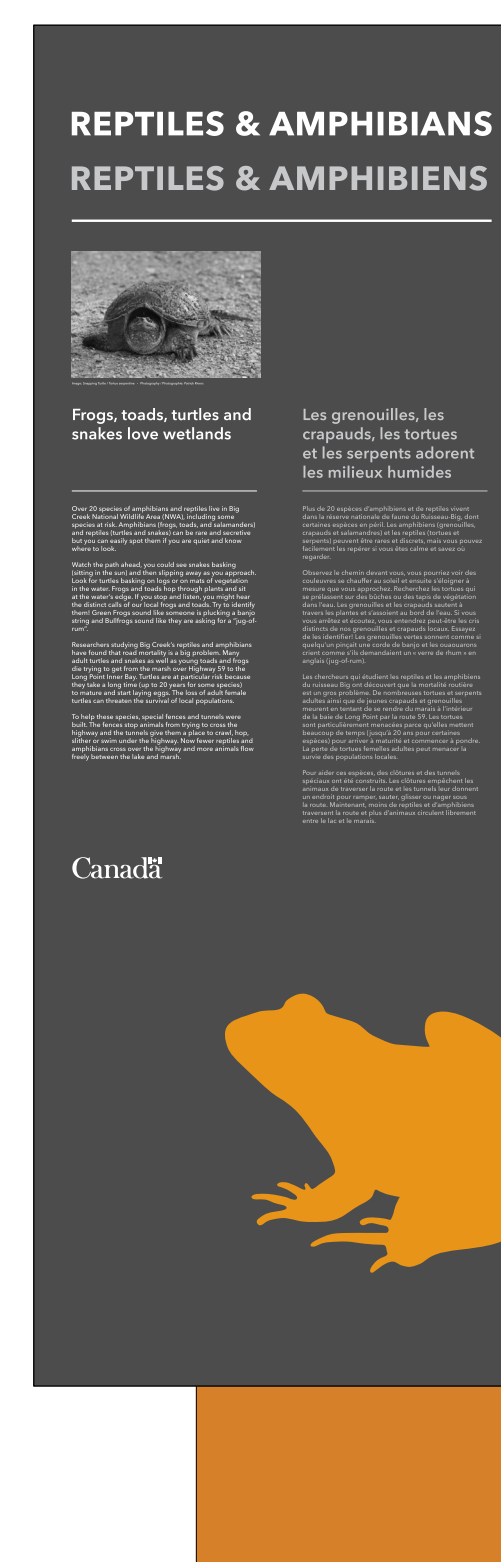 REPTILES & AMPHIBIANS
REPTILES & AMPHIBIENS
Image: Snapping Turtle / Tortue serpentine – Photography / Photographie:
Frogs, toads, turtles and
snakes love wetlands
Over 20 species of amphibians and reptiles live in Big
Creek National Wildlife Area (NWA), including some
species at risk. Amphibians (frogs, toads, and salamanders)
and reptiles (turtles and snakes) can be rare and secretive
but you can easily spot them if you are quiet and know
where to look.
Watch the path ahead, you could see snakes basking
(sitting in the sun) and then slipping away as you approach.
Look for turtles basking on logs or on mats of vegetation
in the water. Frogs and toads hop through plants and sit
at the water's edge. If you stop and listen, you might hear
the distinct calls of our local frogs and toads. Try to identify
them! Green Frogs sound like someone is plucking a banjo
string and Bullfrogs sound like they are asking for a "jug-of-
rum".
Researchers studying Big Creek's reptiles and amphibians
have found that road mortality is a big problem. Many
adult turtles and snakes as well as young toads and frogs
die trying to get from the marsh over Highway 59 to the
Long Point Inner Bay. Turtles are at particular risk because
they take a long time (up to 20 years for some species)
to mature and start laying eggs. The loss of adult female
turtles can threaten the survival of local populations.
To help these species, special fences and tunnels were
built. The fences stop animals from trying to cross the
highway and the tunnels give them a place to crawl, hop,
slither or swim under the highway. Now fewer reptiles and
amphibians cross over the highway and more animals flow
freely between the lake and marsh.
Les grenouilles, les
crapauds, les tortues
et les serpents adorent
les milieux humides
Plus de 20 espèces d'amphibiens et de reptiles vivent
dans la réserve nationale de faune du Ruisseau-Big, dont
certaines espèces en péril. Les amphibiens (grenouilles,
crapauds et salamandres) et les reptiles (tortues et
serpents) peuvent être rares et discrets, mais vous pouvez
facilement les repérer si vous êtes calme et savez où
regarder.
Observez le chemin devant vous, vous pourriez voir des
couleuvres se chauffer au soleil et ensuite s'éloigner à
mesure que vous approchez. Recherchez les tortues qui
se prélassent sur des bûches ou des tapis de végétation
dans l'eau. Les grenouilles et les crapauds sautent à
travers les plantes et s'assoient au bord de l'eau. Si vous
vous arrêtez et écoutez, vous entendrez peut-être les cris
distincts de nos grenouilles et crapauds locaux. Essayez
de les identifier! Les grenouilles vertes sonnent comme si
quelqu'un pinçait une corde de banjo et les ouaouarons
crient comme s'ils demandaient un « verre de rhum » en
anglais (jug-of-rum).
Les chercheurs qui étudient les reptiles et les amphibiens
du ruisseau Big ont découvert que la mortalité routière
est un gros problème. De nombreuses tortues et serpents
adultes ainsi que de jeunes crapauds et grenouilles
meurent en tentant de se rendre du marais à l'intérieur
de la baie de Long Point par la route 59. Les tortues
sont particulièrement menacées parce qu'elles mettent
beaucoup de temps (jusqu'à 20 ans pour certaines
espèces) pour arriver à maturité et commencer à pondre.
La perte de tortues femelles adultes peut menacer la
survie des populations locales.
Pour aider ces espèces, des clôtures et des tunnels
spéciaux ont été construits. Les clôtures empêchent les
animaux de traverser la route et les tunnels leur donnent
un endroit pour ramper, sauter, glisser ou nager sous
la route. Maintenant, moins de reptiles et d'amphibiens
traversent la route et plus d'animaux circulent librement
entre le lac et le marais.
Canada